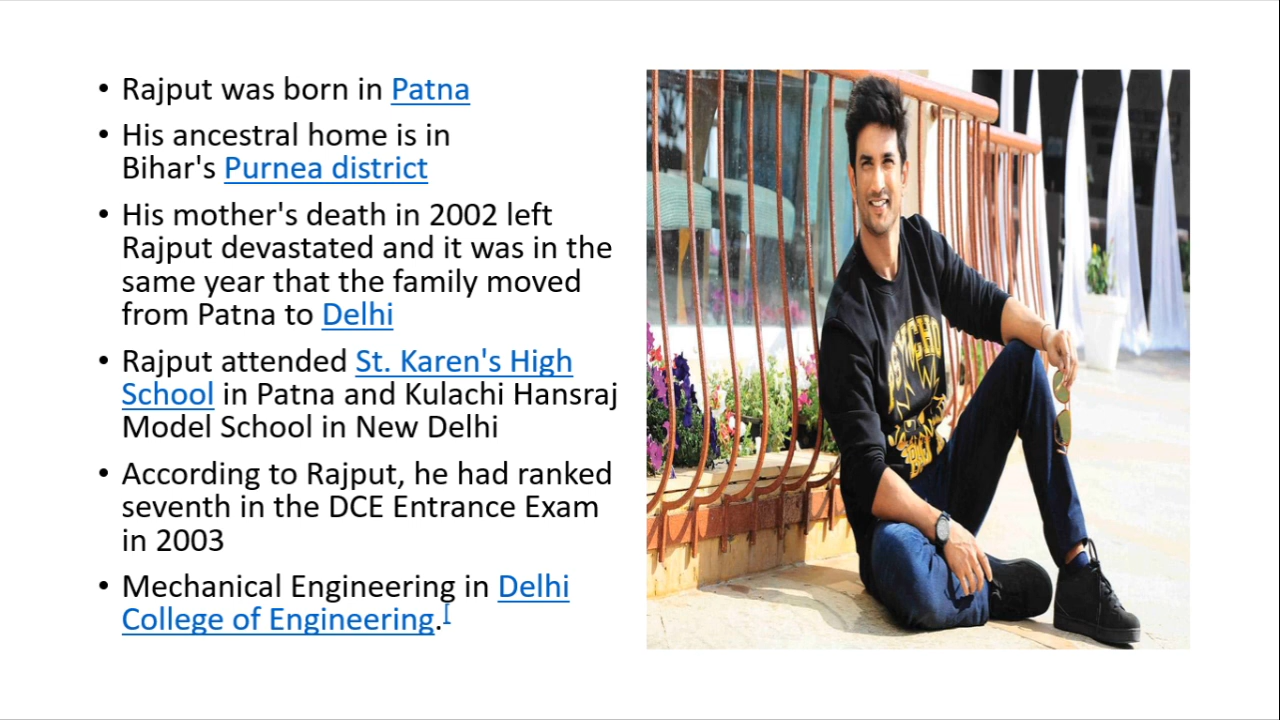 • Rajput was born in Patna
• His ancestral home is in
Bihar's Purnea district
• His mother's death in 2002 left
Rajput devastated and it was in the
same year that the family moved
from Patna to Delhi
• Rajput attended St. Karen's High
School in Patna and Kulachi Hansraj
Model School in New Delhi
• According to Rajput, he had ranked
seventh in the DCE Entrance Exam
in 2003
• Mechanical Engineering in Delhi
College of Engineering.
PSYCHO